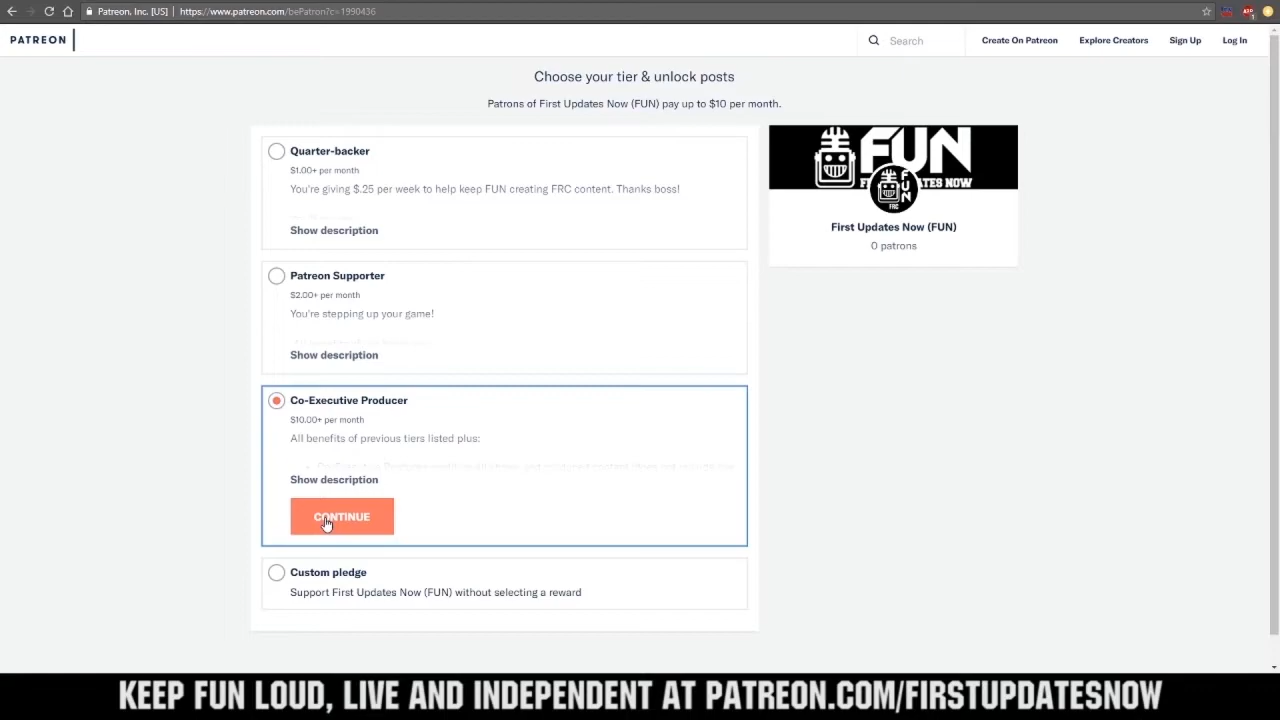 Patreon, Inc. [US] | https://www.patreon.com/bePatron?c=1990436
PATREON
Search
Create On Patreon
Explore Creators
Sign Up
Log In
Choose your tier & unlock posts
Patrons of First Updates Now (FUN) pay up to $10 per month.
Quarter-backer
$1.00+ per month
You're giving $.25 per week to help keep FUN creating FRC content. Thanks boss!
Show description
Patreon Supporter
$2.00+ per month
You're stepping up your game!
Show description
Co-Executive Producer
$10.00+ per month
All benefits of previous tiers listed plus:
Show description
CONTINUE
Custom pledge
Support First Updates Now (FUN) without selecting a reward
FUN
FUN
FRC
First Updates Now (FUN)
0 patrons
KEEP FUN LOUD, LIVE AND INDEPENDENT AT PATREON.COM/FIRSTUPDATESNOW